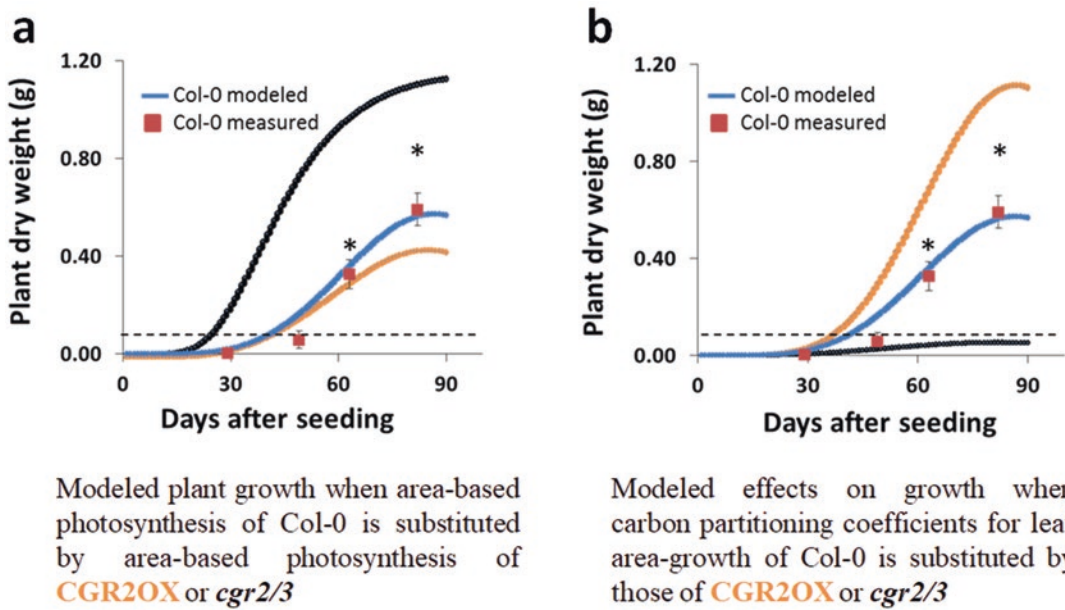 a
1.20
0.80
0.40
0.00
Plant dry weight (g)
Col-0 modeled
Col-0 measured
*
*
0 30 60 90
Days after seeding
Modeled plant growth when area-based
photosynthesis of Col-0 is substituted
by area-based photosynthesis of
CGR2OX or cgr2/3
b
1.20
0.80
0.40
0.00
Plant dry weight (g)
Col-0 modeled
Col-0 measured
*
*
0 30 60 90
Days after seeding
Modeled effects on growth when
carbon partitioning coefficients for lea
area-growth of Col-0 is substituted by
those of CGR2OX or cgr2/3